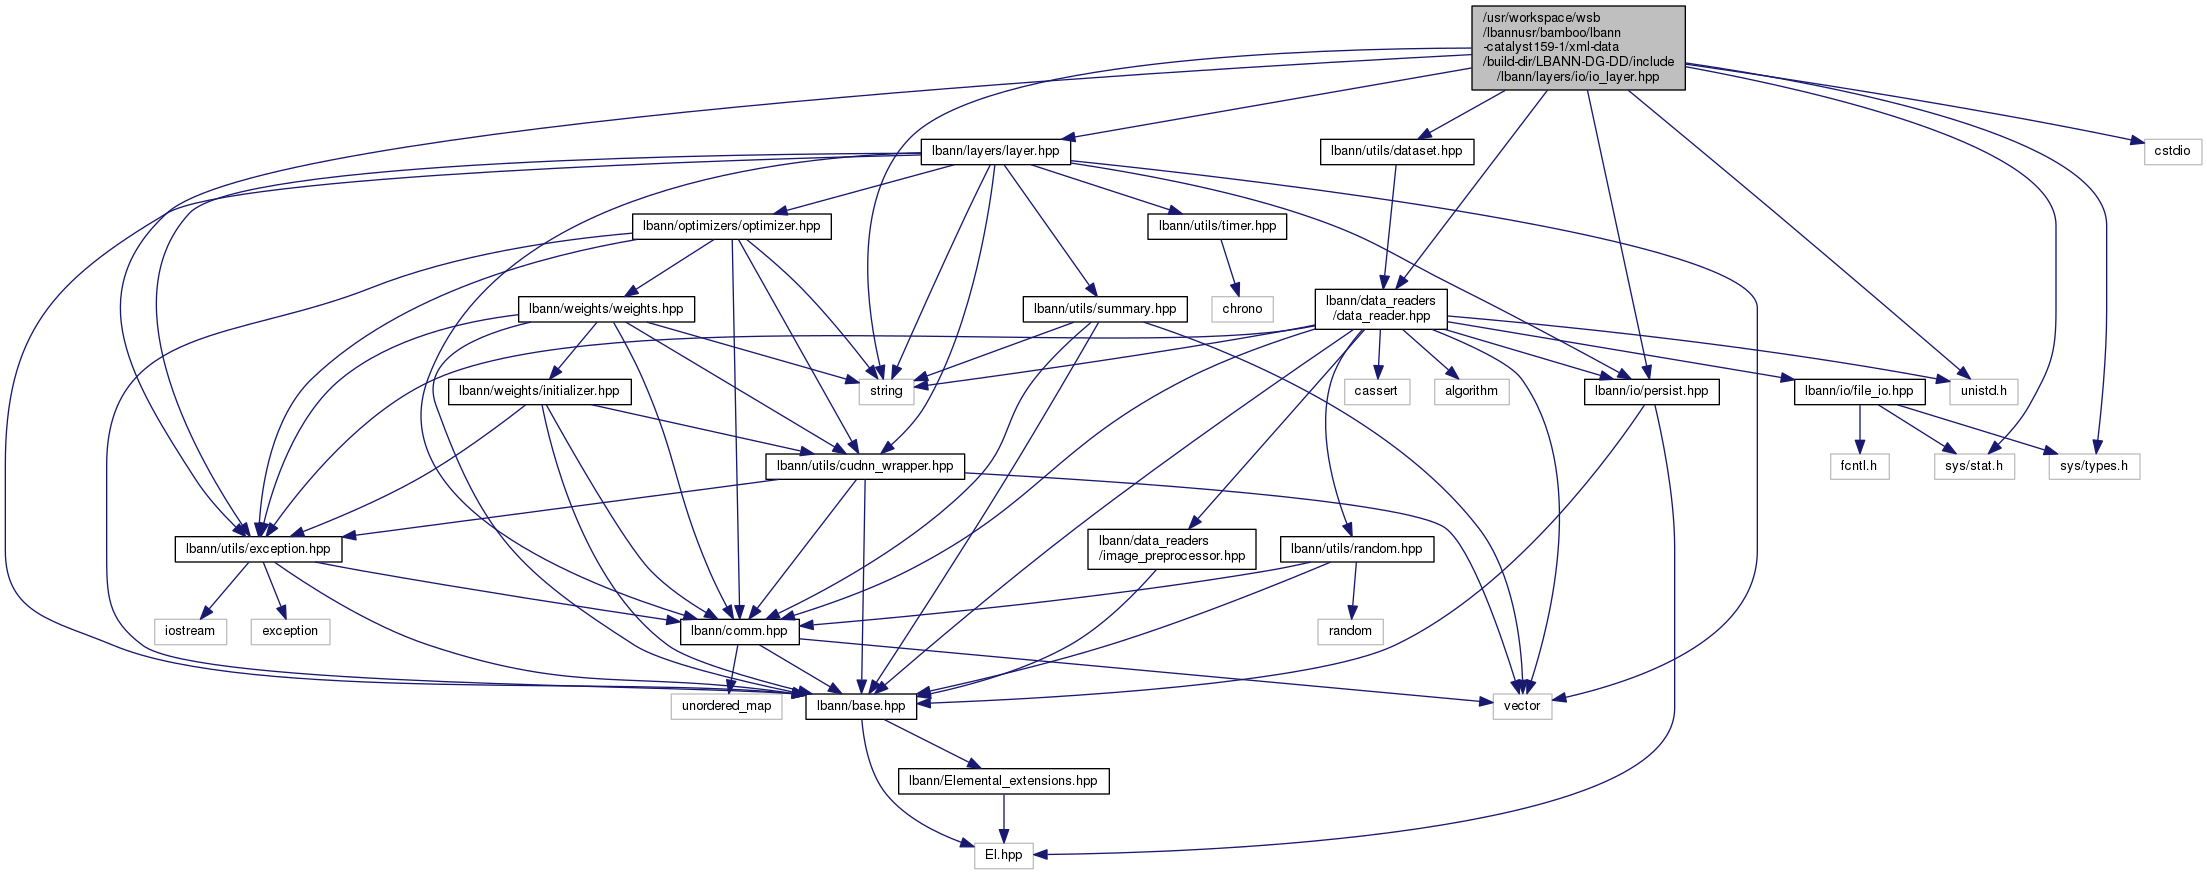 /usr/workspace/wsb
/lbannusr/bamboo/lbann
-catalyst159-1/xml-data
/build-dir/LBANN-DG-DD/include
/lbann/layers/io/io_layer.hpp
lbann/layers/layer.hpp
lbann/utils/dataset.hpp
cstdio
lbann/optimizers/optimizer.hpp
lbann/utils/timer.hpp
lbann/weights/weights.hpp
lbann/utils/summary.hpp
chrono
lbann/data_readers
/data_reader.hpp
lbann/weights/initializer.hpp
string
cassert
algorithm
lbann/io/persist.hpp
lbann/io/file_io.hpp
unistd.h
lbann/utils/cudnn_wrapper.hpp
fcntl.h
sys/stat.h
sys/types.h
lbann/utils/exception.hpp
lbann/data_readers
/image_preprocessor.hpp
lbann/utils/random.hpp
iostream
exception
lbann/comm.hpp
random
unordered_map
lbann/base.hpp
vector
lbann/Elemental_extensions.hpp
El.hpp